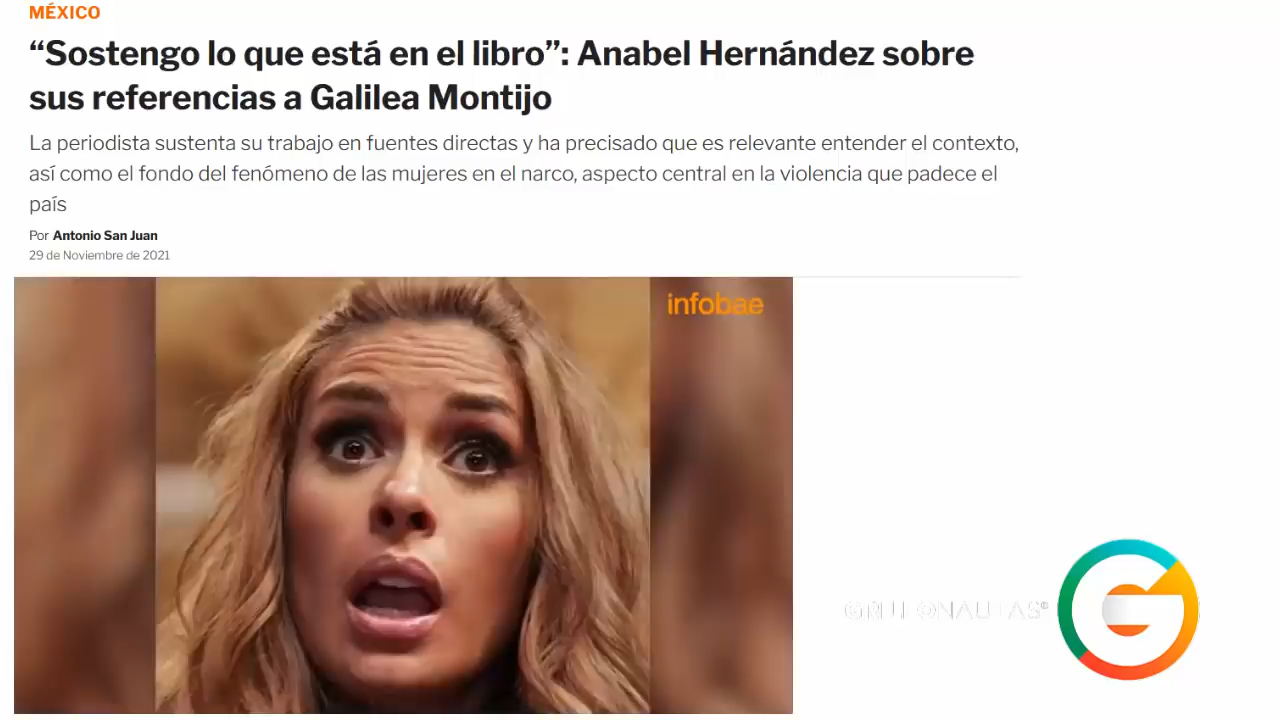 MÉXICO
“Sostengo lo que está en el libro”: Anabel Hernández sobre
sus referencias a Galilea Montijo
La periodista sustenta su trabajo en fuentes directas y ha precisado que es relevante entender el contexto,
así como el fondo del fenómeno de las mujeres en el narco, aspecto central en la violencia que padece el
país
Por Antonio San Juan
29 de Noviembre de 2021
infobae